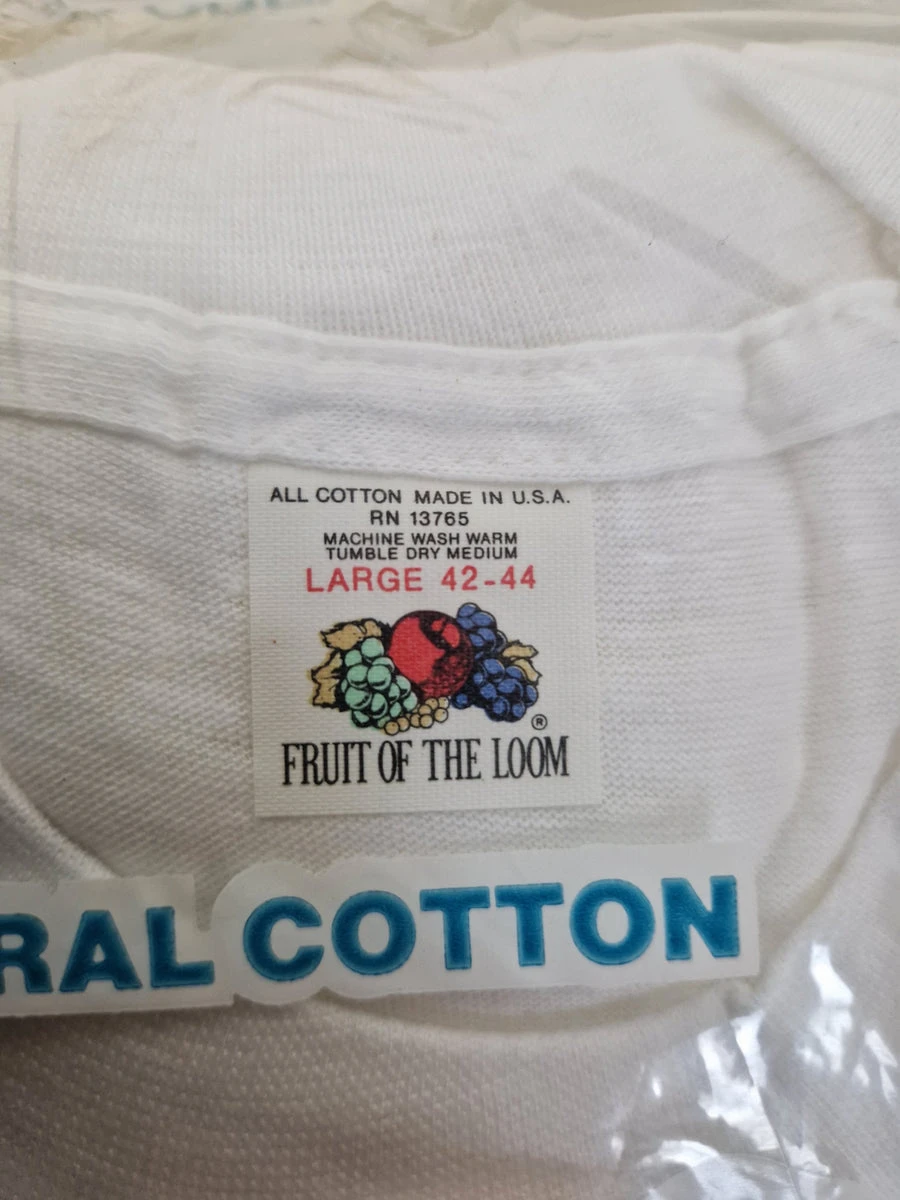 ALL COTTON MADE IN U.S.A.
RN 13765
MACHINE WASH WARM
TUMBLE DRY MEDIUM
LARGE 42-44
®
FRUIT OF THE LOOM
RAL COTTON